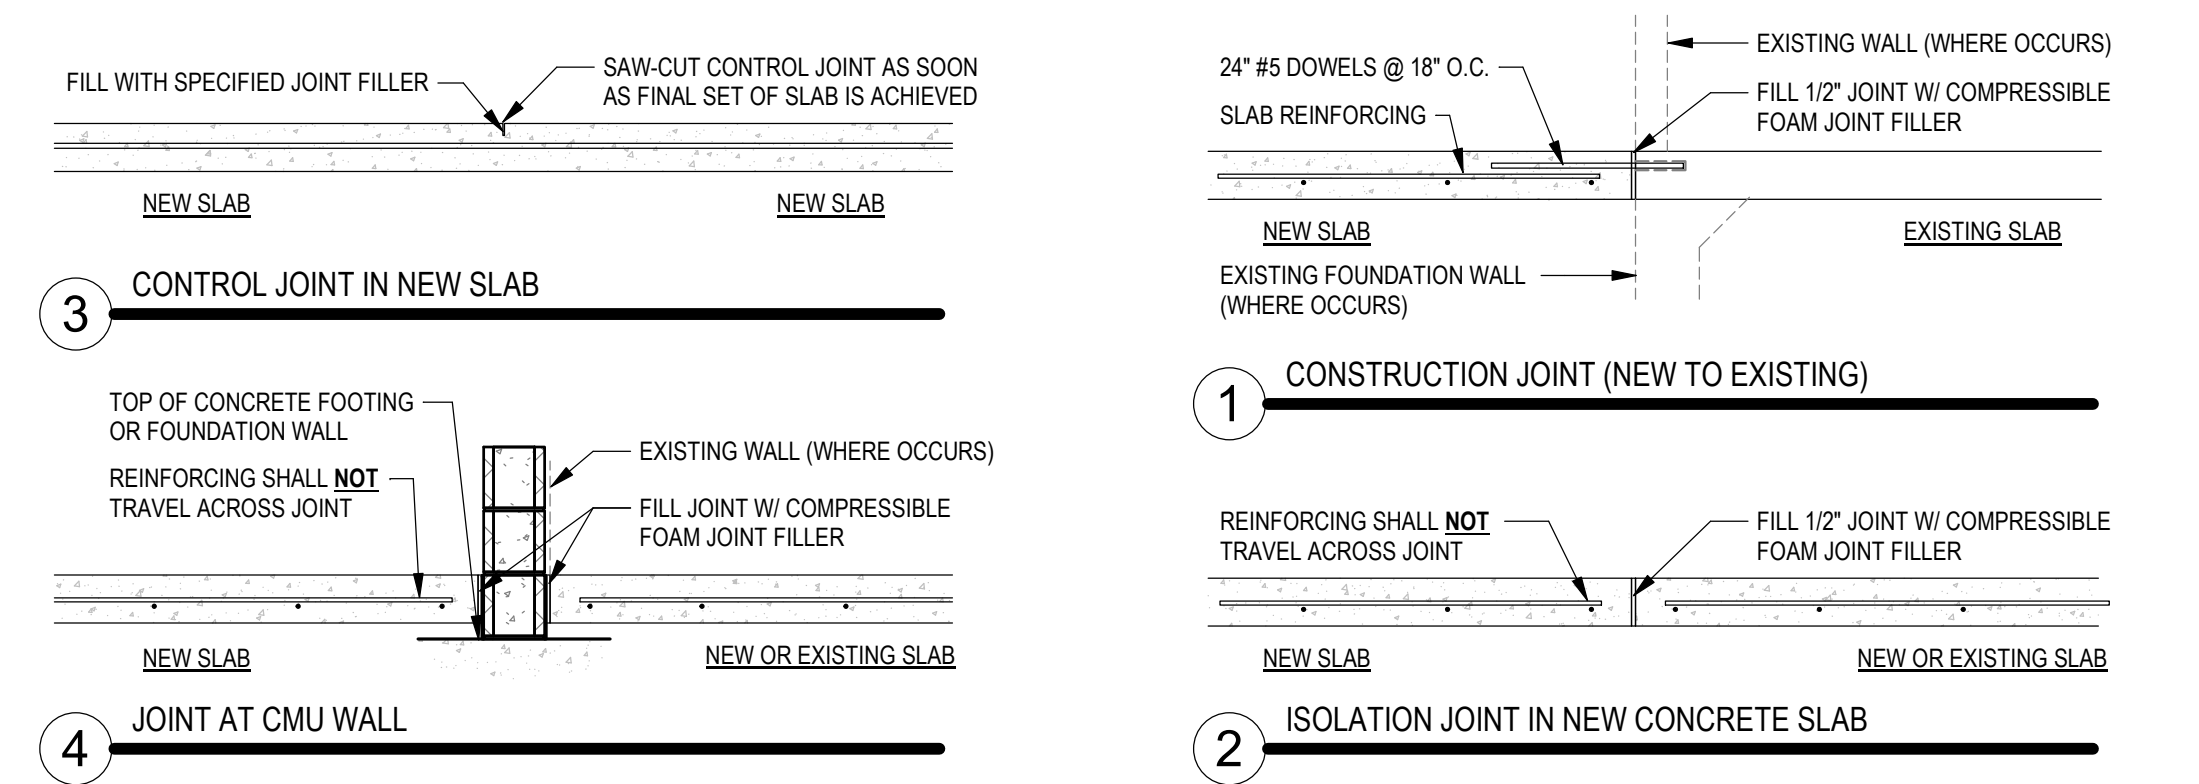 FILL WITH SPECIFIED JOINT FILLER
SAW-CUT CONTROL JOINT AS SOON
AS FINAL SET OF SLAB IS ACHIEVED
NEW SLAB
NEW SLAB
3
CONTROL JOINT IN NEW SLAB
24" #5 DOWELS @ 18" O.C.
SLAB REINFORCING
EXISTING WALL (WHERE OCCURS)
FILL 1/2" JOINT W/ COMPRESSIBLE
FOAM JOINT FILLER
NEW SLAB
EXISTING SLAB
EXISTING FOUNDATION WALL
(WHERE OCCURS)
1
CONSTRUCTION JOINT (NEW TO EXISTING)
TOP OF CONCRETE FOOTING
OR FOUNDATION WALL
REINFORCING SHALL NOT
TRAVEL ACROSS JOINT
EXISTING WALL (WHERE OCCURS)
FILL JOINT W/ COMPRESSIBLE
FOAM JOINT FILLER
NEW SLAB
NEW OR EXISTING SLAB
4
JOINT AT CMU WALL
REINFORCING SHALL NOT
TRAVEL ACROSS JOINT
FILL 1/2" JOINT W/ COMPRESSIBLE
FOAM JOINT FILLER
NEW SLAB
NEW OR EXISTING SLAB
2
ISOLATION JOINT IN NEW CONCRETE SLAB